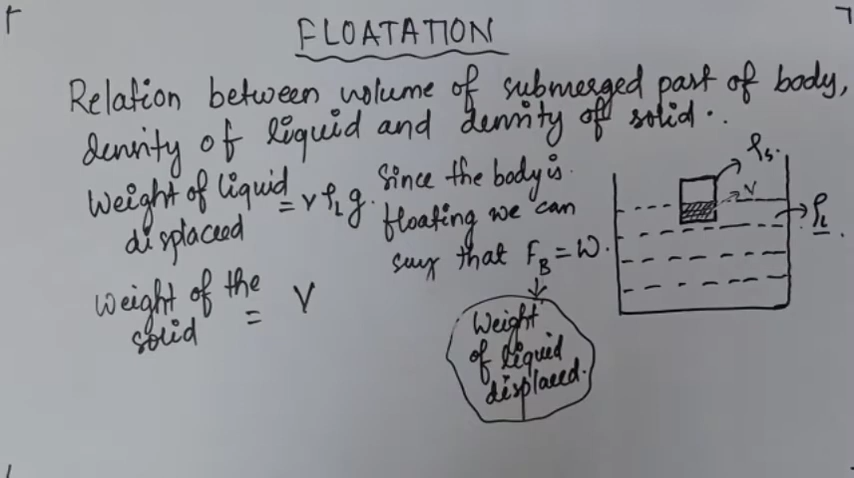 FLOATATION
Relation between volume of submerged part of body,
density of liquid and density of solid.
Weight of liquid
displaced
= v ρL g.
Since the body is
floating we can
say that FB = W.
Weight of the
solid
= V
Weight
of liquid
displaced.
ρs.
v
ρL.